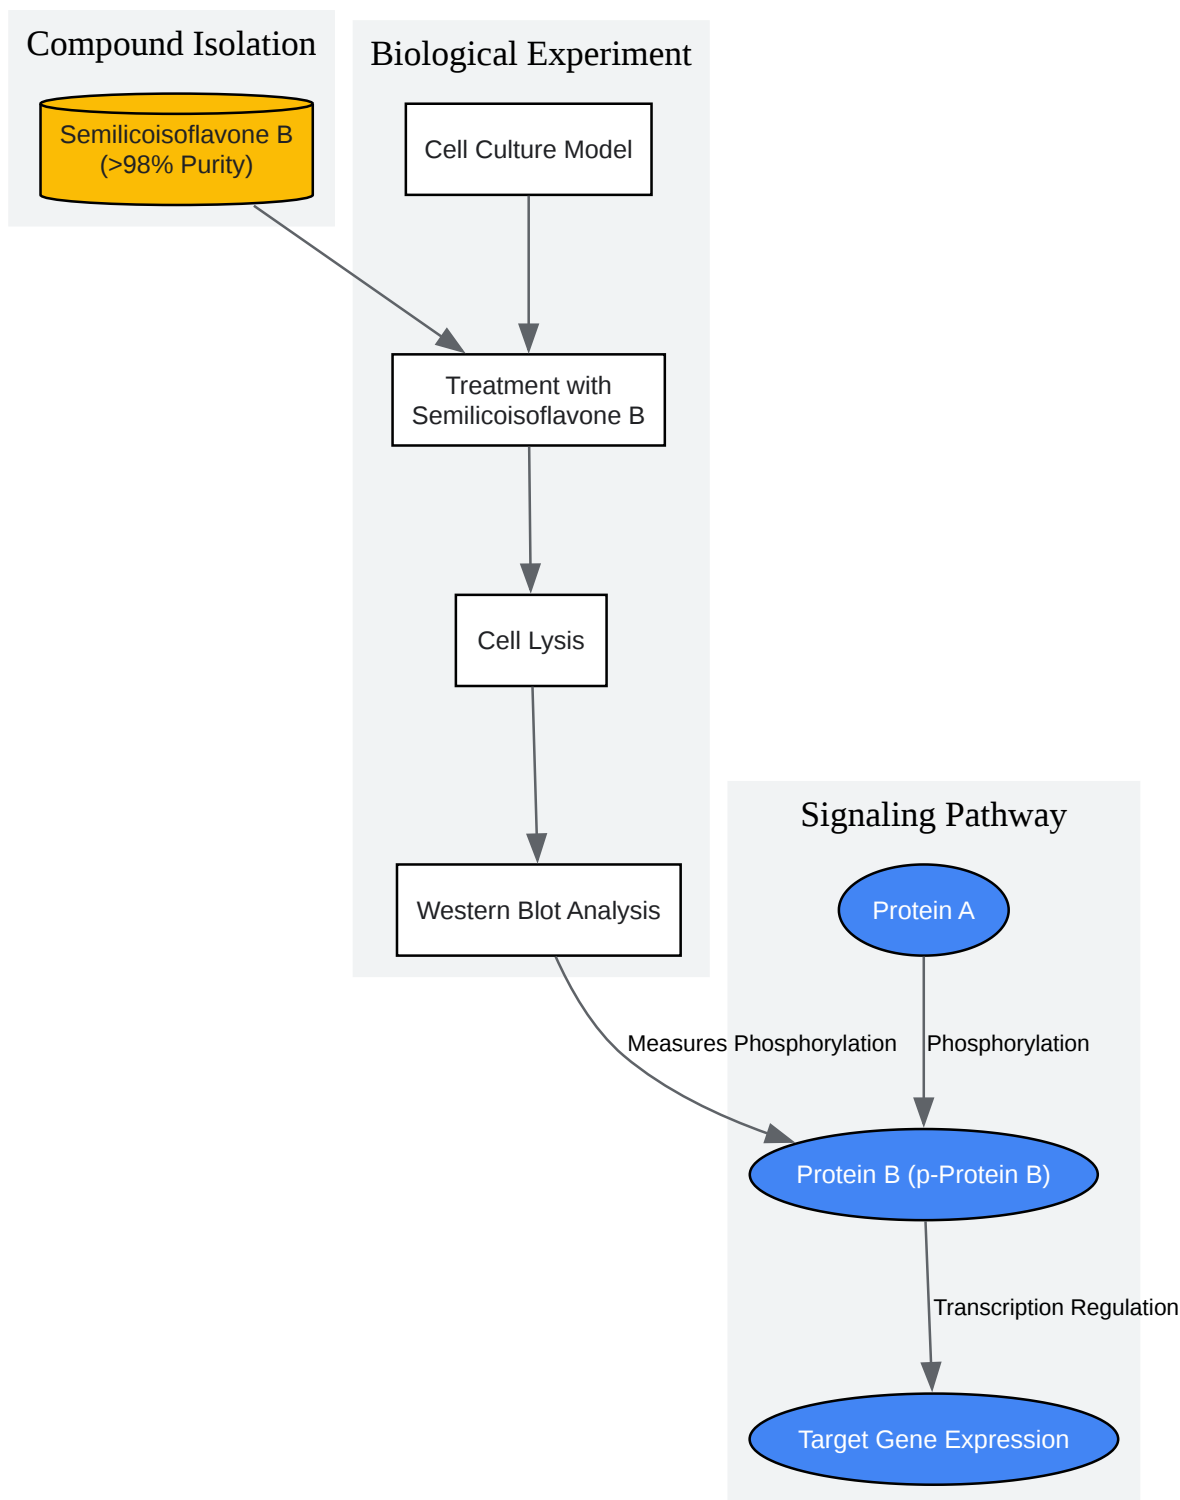 Compound Isolation
Semilicoisoflavone B
(>98% Purity)
Biological Experiment
Cell Culture Model
Treatment with
Semilicoisoflavone B
Cell Lysis
Western Blot Analysis
Signaling Pathway
Protein A
Measures Phosphorylation
Phosphorylation
Protein B (p-Protein B)
Transcription Regulation
Target Gene Expression